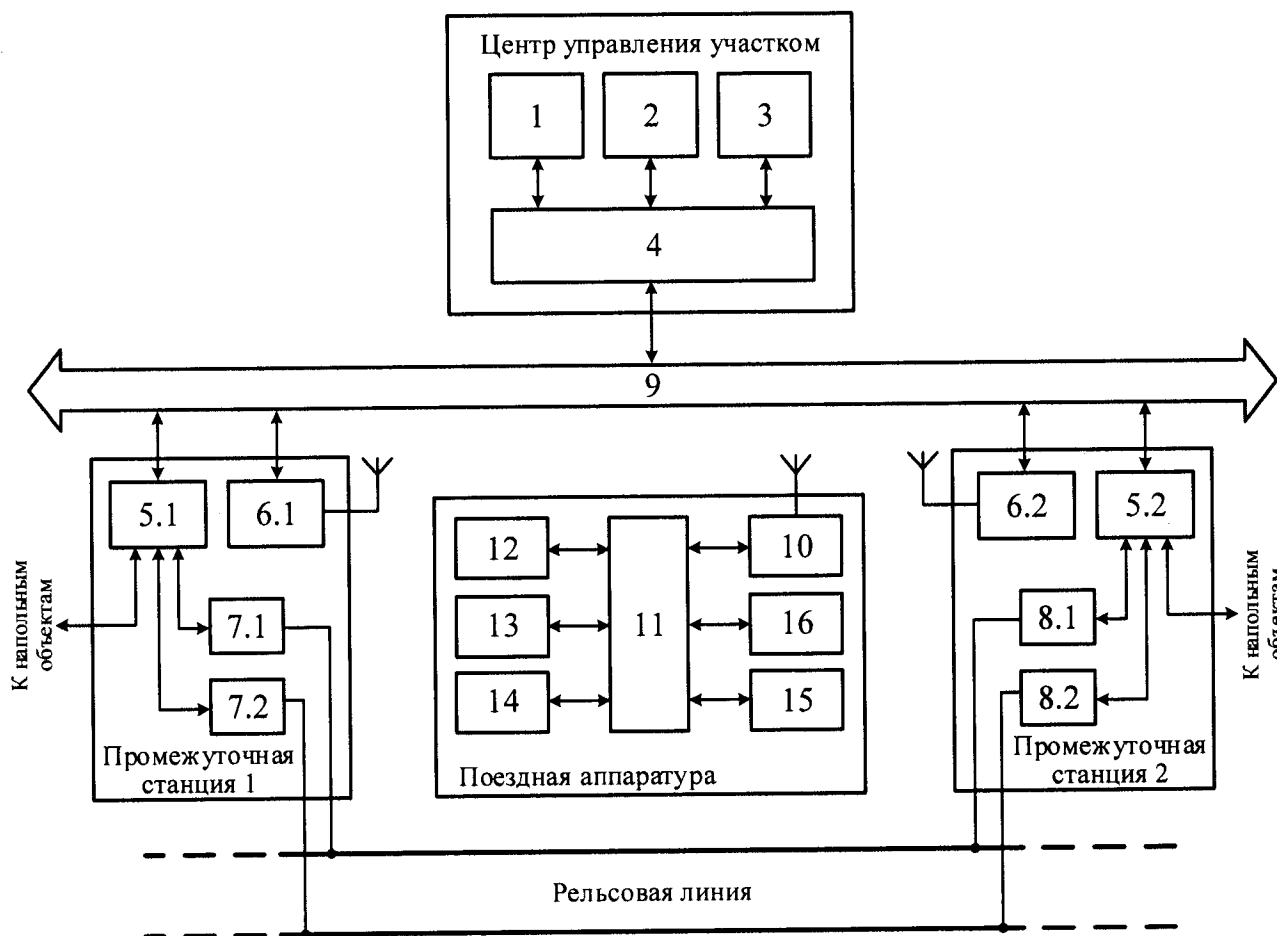 Центр управления участком
1
2
3
4
9
5.1
6.1
7.1
7.2
К напольным
объектам
Промежуточная
станция 1
12
13
14
11
10
16
15
Поездная аппаратура
6.2
5.2
8.1
8.2
К напольным
объектам
Промежуточная
станция 2
Рельсовая линия